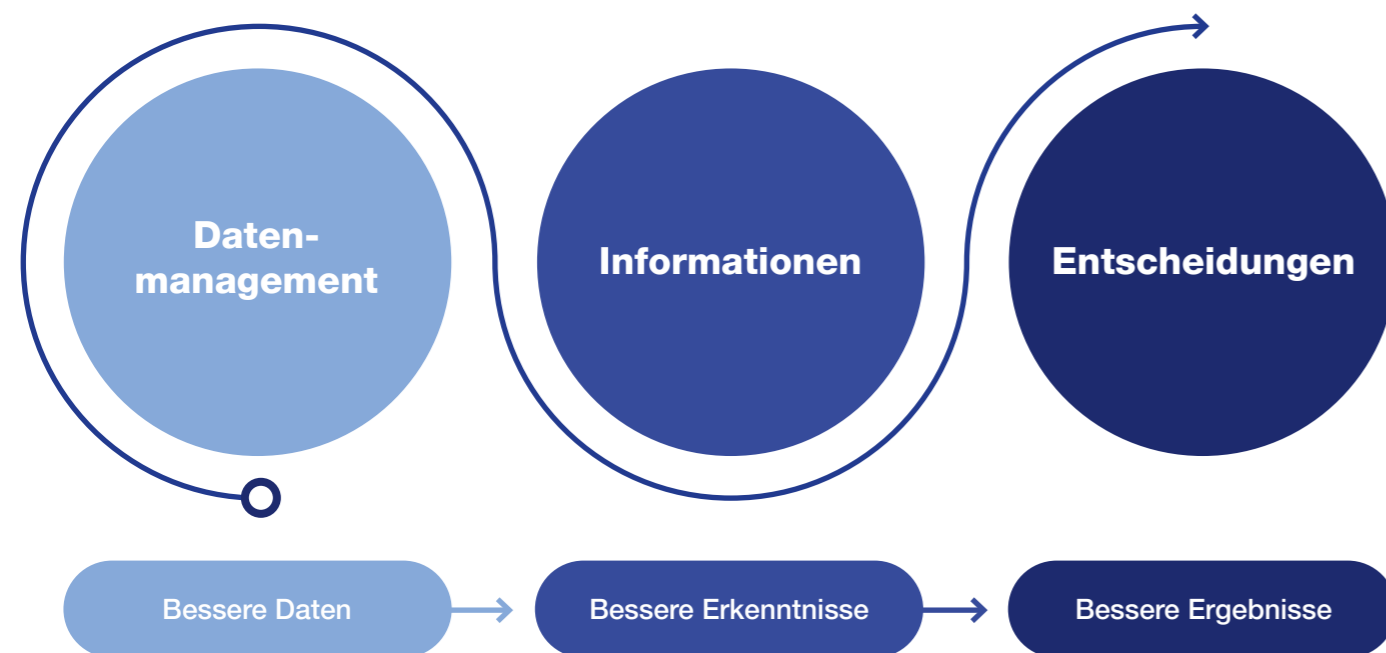 Daten-
management
Informationen
Entscheidungen
Bessere Daten
Bessere Erkenntnisse
Bessere Ergebnisse